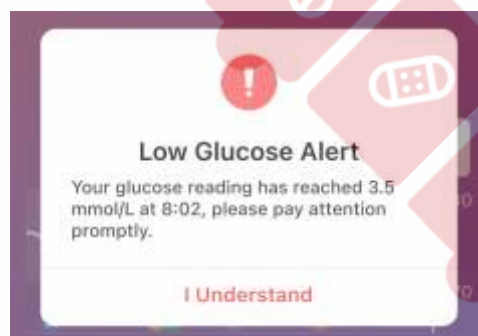 Low Glucose Alert
Your glucose reading has reached 3.5
mmol/L at 8:02, please pay attention
promptly.
I Understand